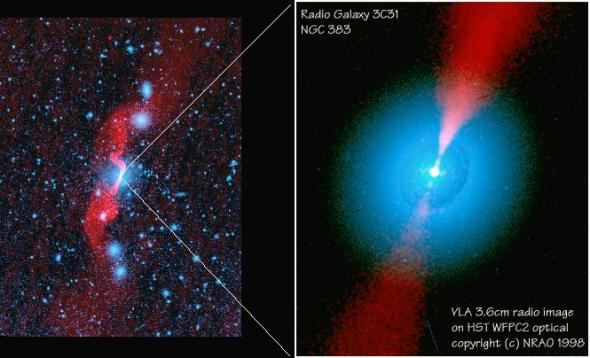 Radio Galaxy 3C31
NGC 383
VLA 3.6cm radio image
on HST WFPC2 optical
copyright (c) NRAO 1998